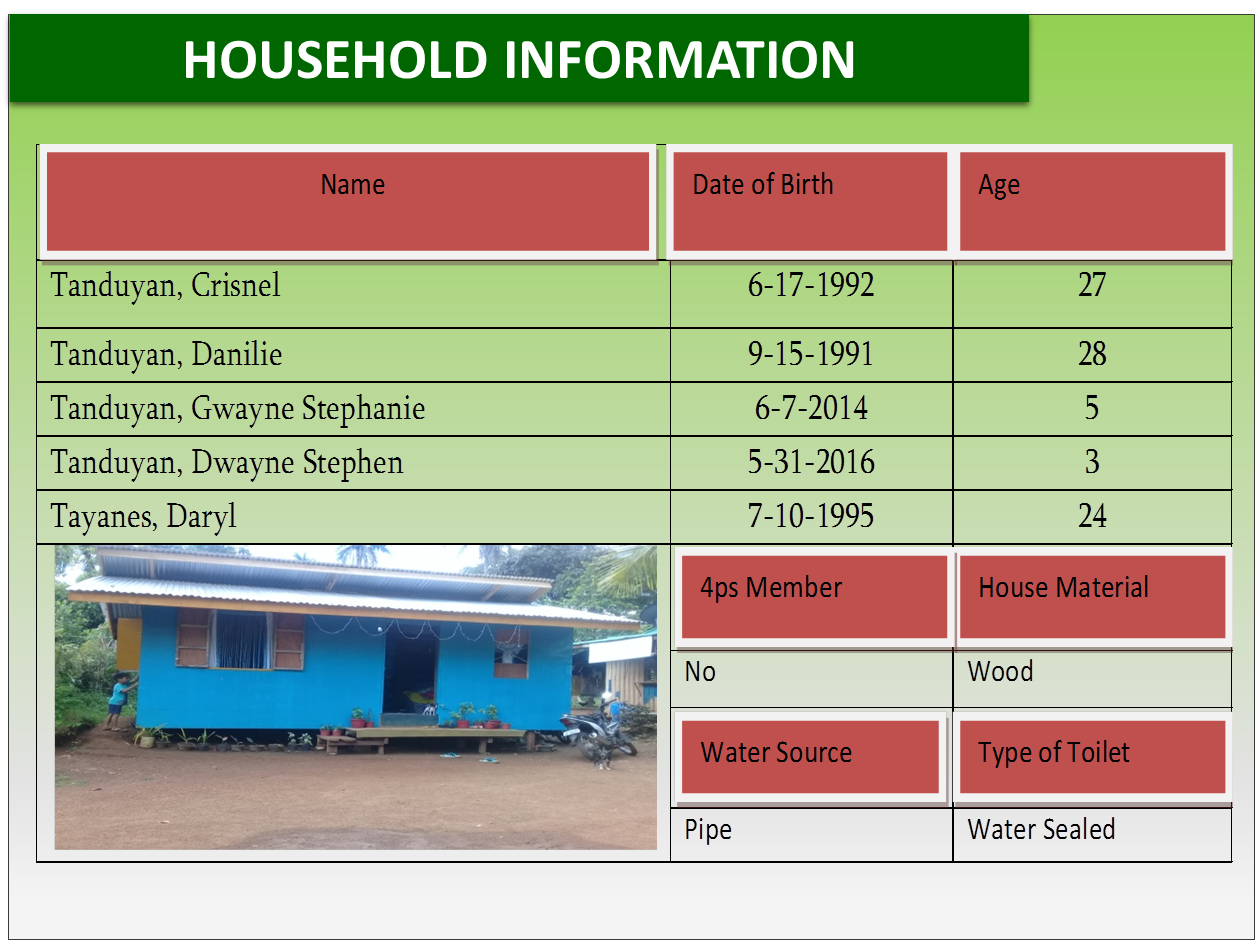 HOUSEHOLD INFORMATION
Name Date of Birth Age
Tanduyan, Crisnel 6-17-1992 27
Tanduyan, Danilie 9-15-1991 28
Tanduyan, Gwayne Stephanie 6-7-2014 5
Tanduyan, Dwayne Stephen 5-31-2016 3
Tayanes, Daryl 7-10-1995 24
4ps Member House Material
No Wood
Water Source Type of Toilet
Pipe Water Sealed